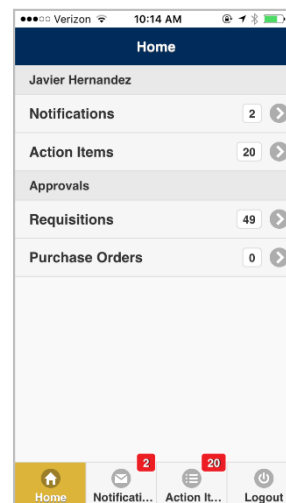 Verizon 10:14 AM
Home
Javier Hernandez
Notifications 2
Action Items 20
Approvals
Requisitions 49
Purchase Orders 0
2 20
Home Notificati... Action It... Logout